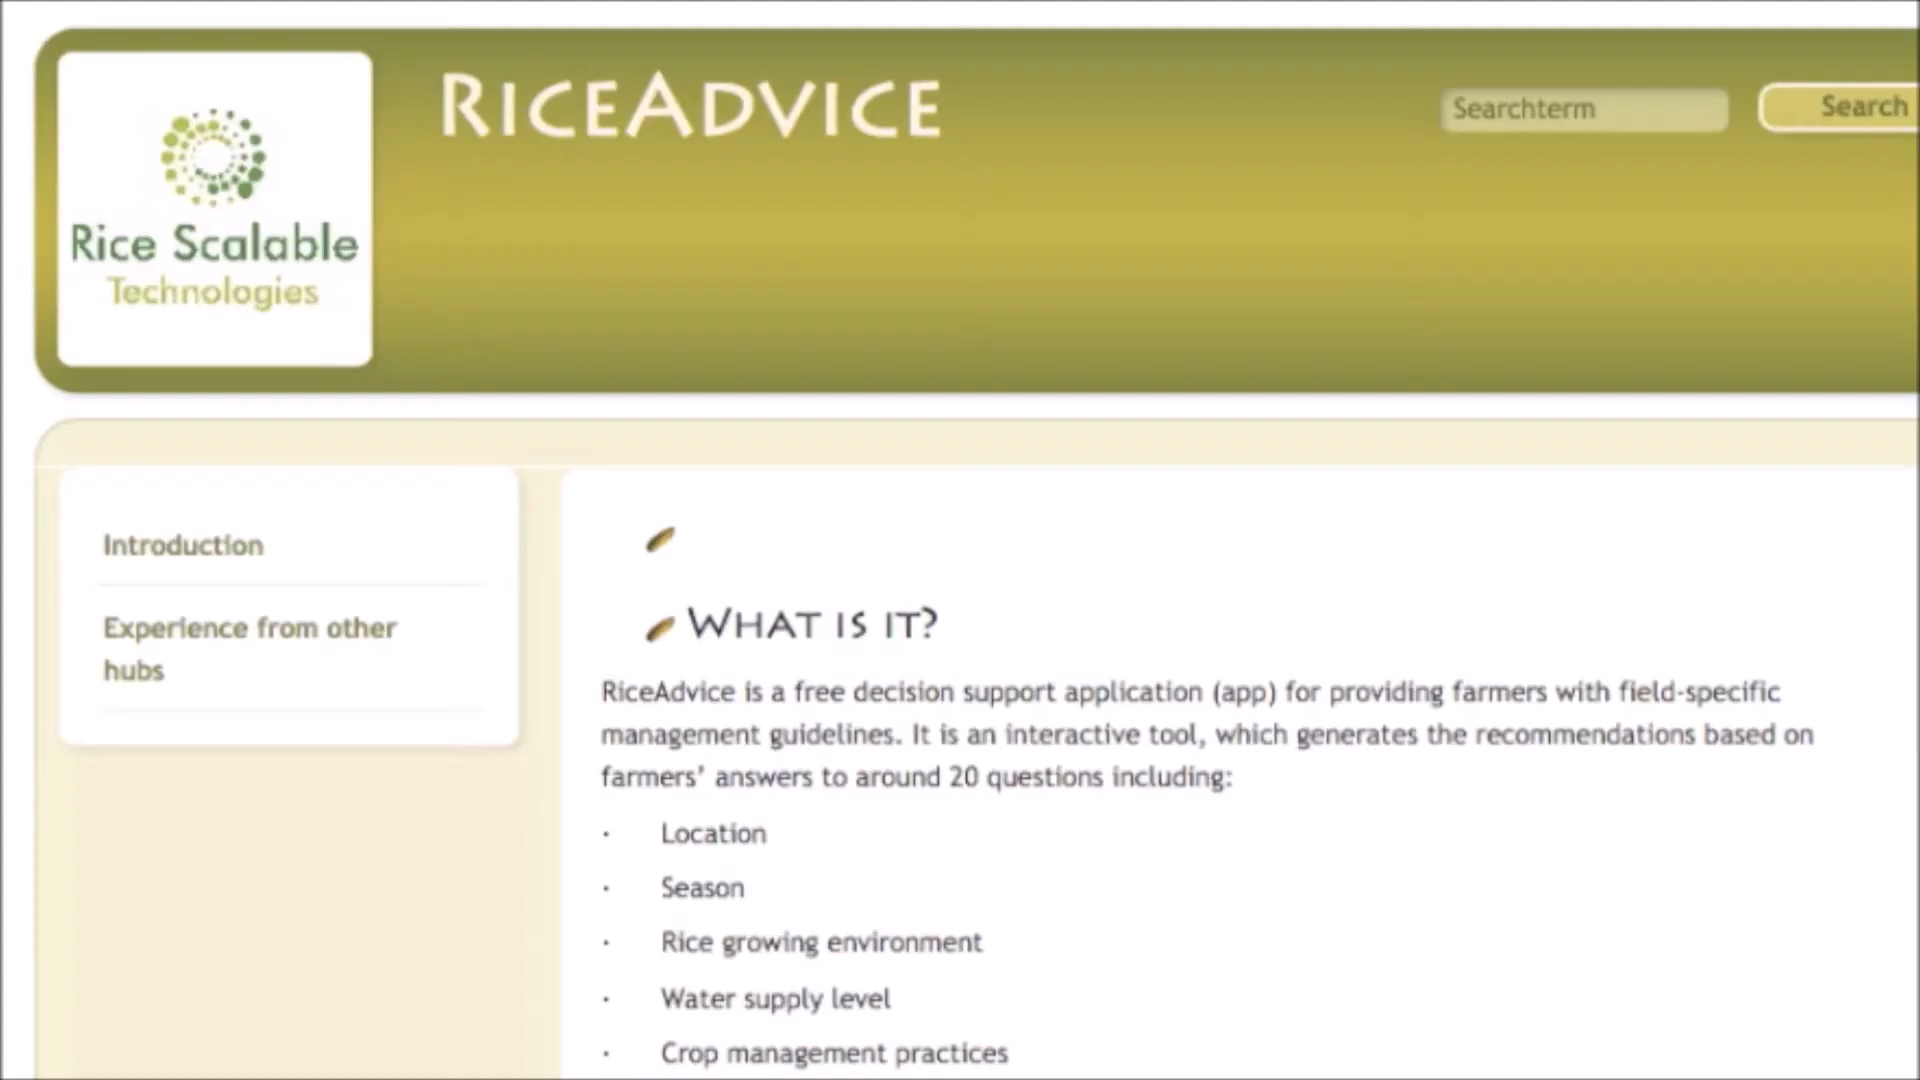 RiceAdvice
Searchterm
Search
Rice Scalable
Technologies
Introduction
Experience from other
hubs
What is it?
RiceAdvice is a free decision support application (app) for providing farmers with field-specific
management guidelines. It is an interactive tool, which generates the recommendations based on
farmers’ answers to around 20 questions including:
· Location
· Season
· Rice growing environment
· Water supply level
· Crop management practices